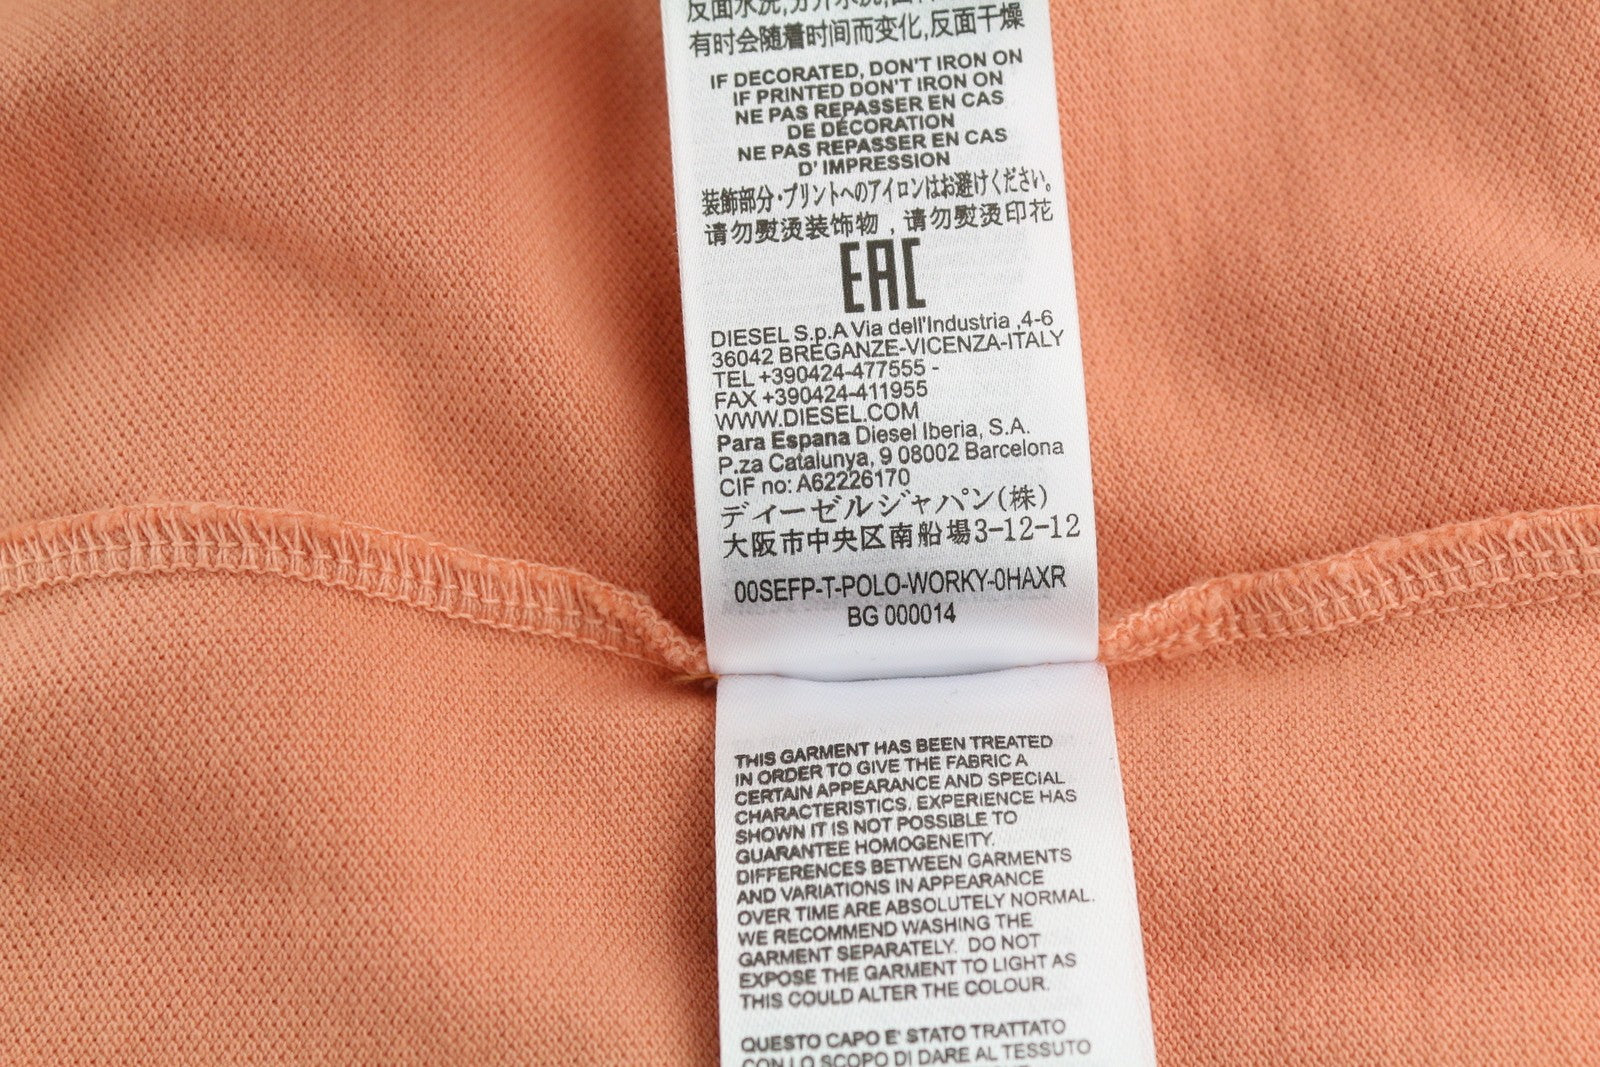 有时会随着时间而变化,反面干燥
IF DECORATED, DON'T IRON ON
IF PRINTED DON'T IRON ON
NE PAS REPASSER EN CAS
DE DÉCORATION
NE PAS REPASSER EN CAS
D' IMPRESSION
装飾部分・プリントへのアイロンはお避けください。
请勿熨烫装饰物，请勿熨烫印花
EAC
DIESEL S.p.A Via dell'Industria ,4-6
36042 BREGANZE-VICENZA-ITALY
TEL +390424-477555 -
FAX +390424-411955
WWW.DIESEL.COM
Para Espana Diesel Iberia, S.A.
P.za Catalunya, 9 08002 Barcelona
CIF no: A62226170
ディーゼルジャパン(株)
大阪市中央区南船場3-12-12
00SEFP-T-POLO-WORKY-0HAXR
BG 000014
THIS GARMENT HAS BEEN TREATED
IN ORDER TO GIVE THE FABRIC A
CERTAIN APPEARANCE AND SPECIAL
CHARACTERISTICS. EXPERIENCE HAS
SHOWN IT IS NOT POSSIBLE TO
GUARANTEE HOMOGENEITY.
DIFFERENCES BETWEEN GARMENTS
AND VARIATIONS IN APPEARANCE
OVER TIME ARE ABSOLUTELY NORMAL.
WE RECOMMEND WASHING THE
GARMENT SEPARATELY. DO NOT
EXPOSE THE GARMENT TO LIGHT AS
THIS COULD ALTER THE COLOUR.
QUESTO CAPO E' STATO TRATTATO
CON LO SCOPO DI DARE AL TESSUTO